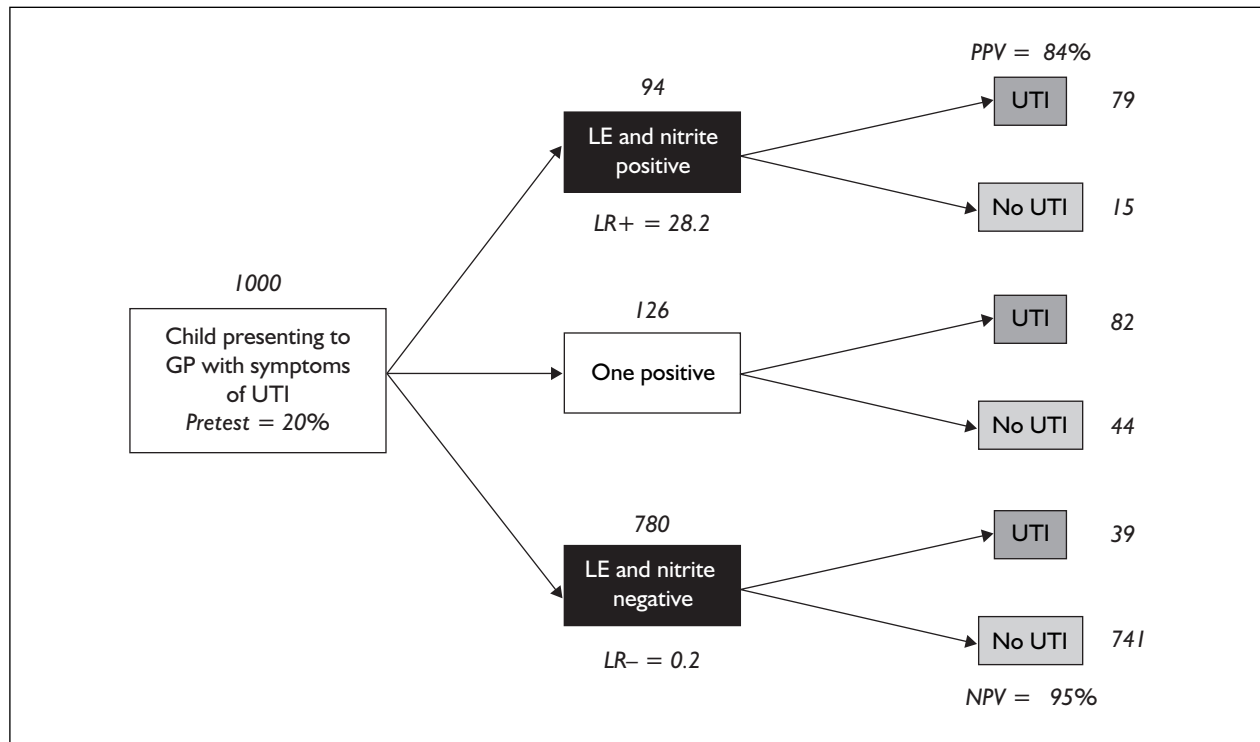 PPV = 84%
94
UTI
79
LE and nitrite
positive
No UTI
15
LR+ = 28.2
1000
126
UTI
82
Child presenting to
GP with symptoms
of UTI
Pretest = 20%
One positive
No UTI
44
780
UTI
39
LE and nitrite
negative
No UTI
741
LR– = 0.2
NPV = 95%